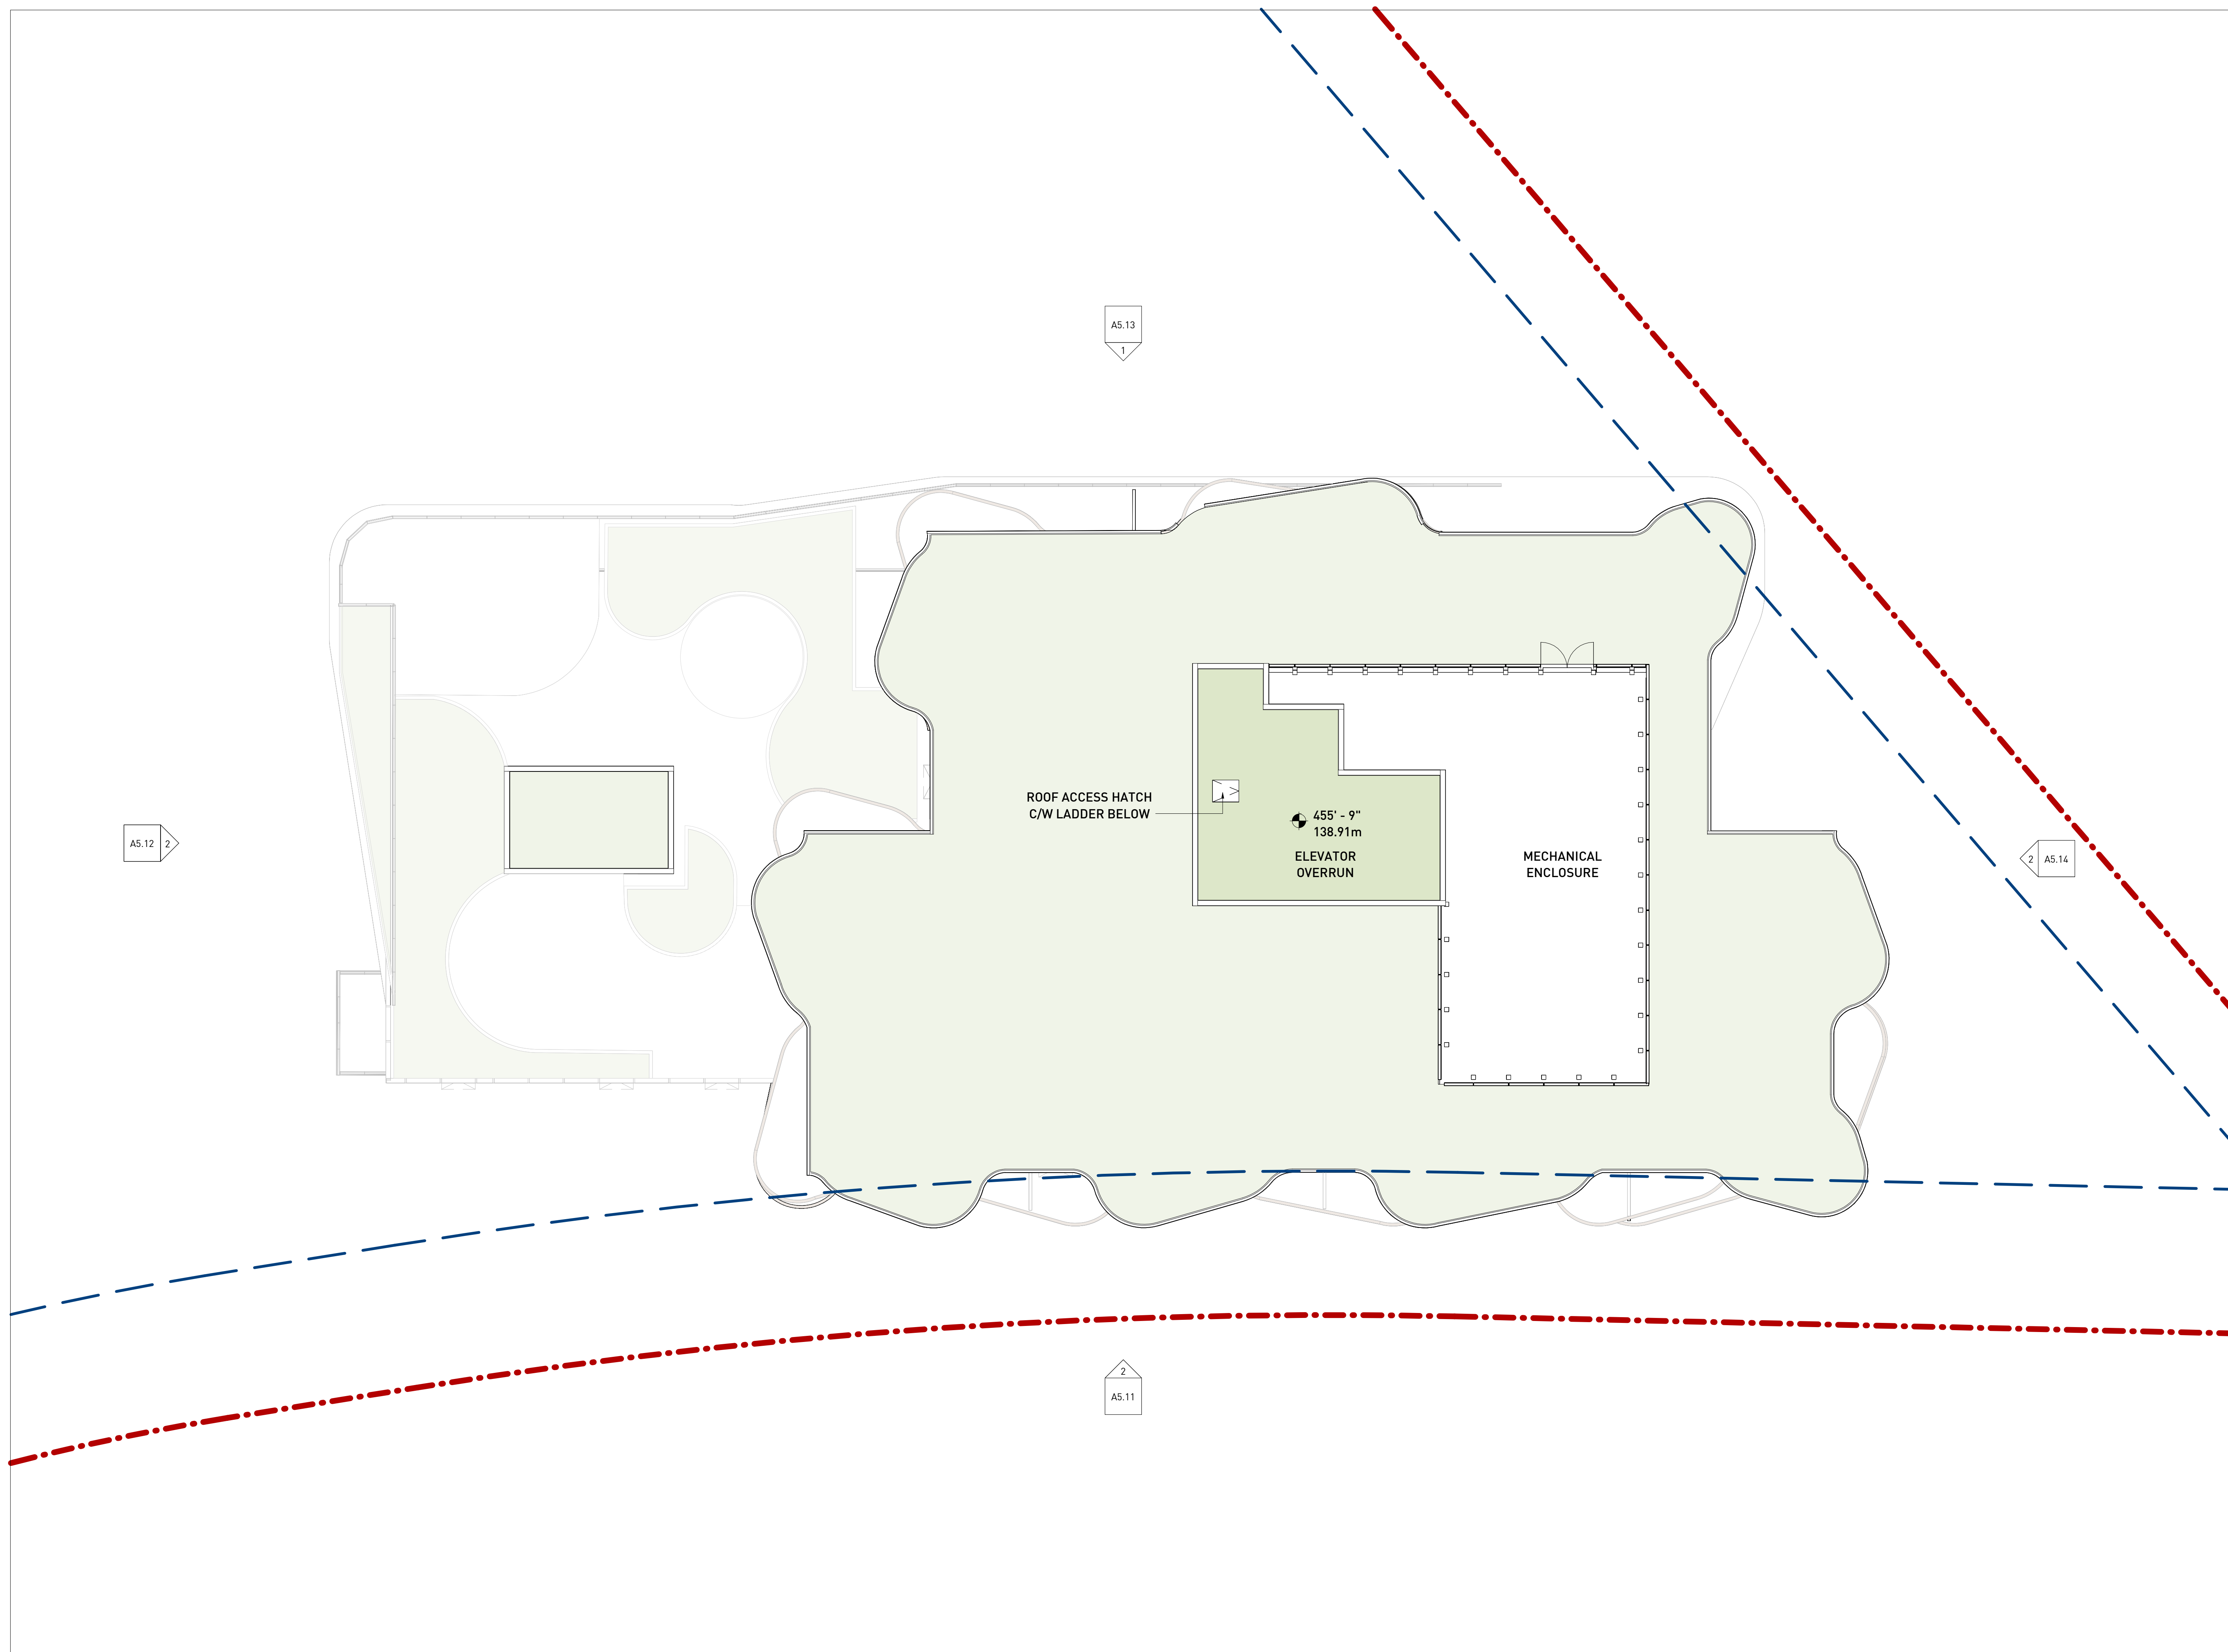 A5.13
1
ROOF ACCESS HATCH
C/W LADDER BELOW
455' - 9"
138.91m
ELEVATOR
OVERRUN
MECHANICAL
ENCLOSURE
A5.12
2
2
A5.14
2
A5.11